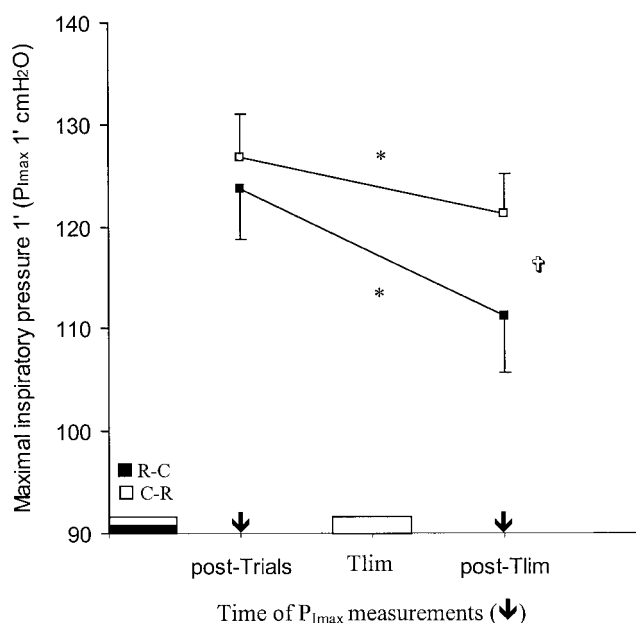 Maximal inspiratory pressure 1' (PImax 1' cmH2O)
140
130
120
110
100
90
*
*
✞
R-C
C-R
post-Trials
Tlim
post-Tlim
Time of PImax measurements (↓)